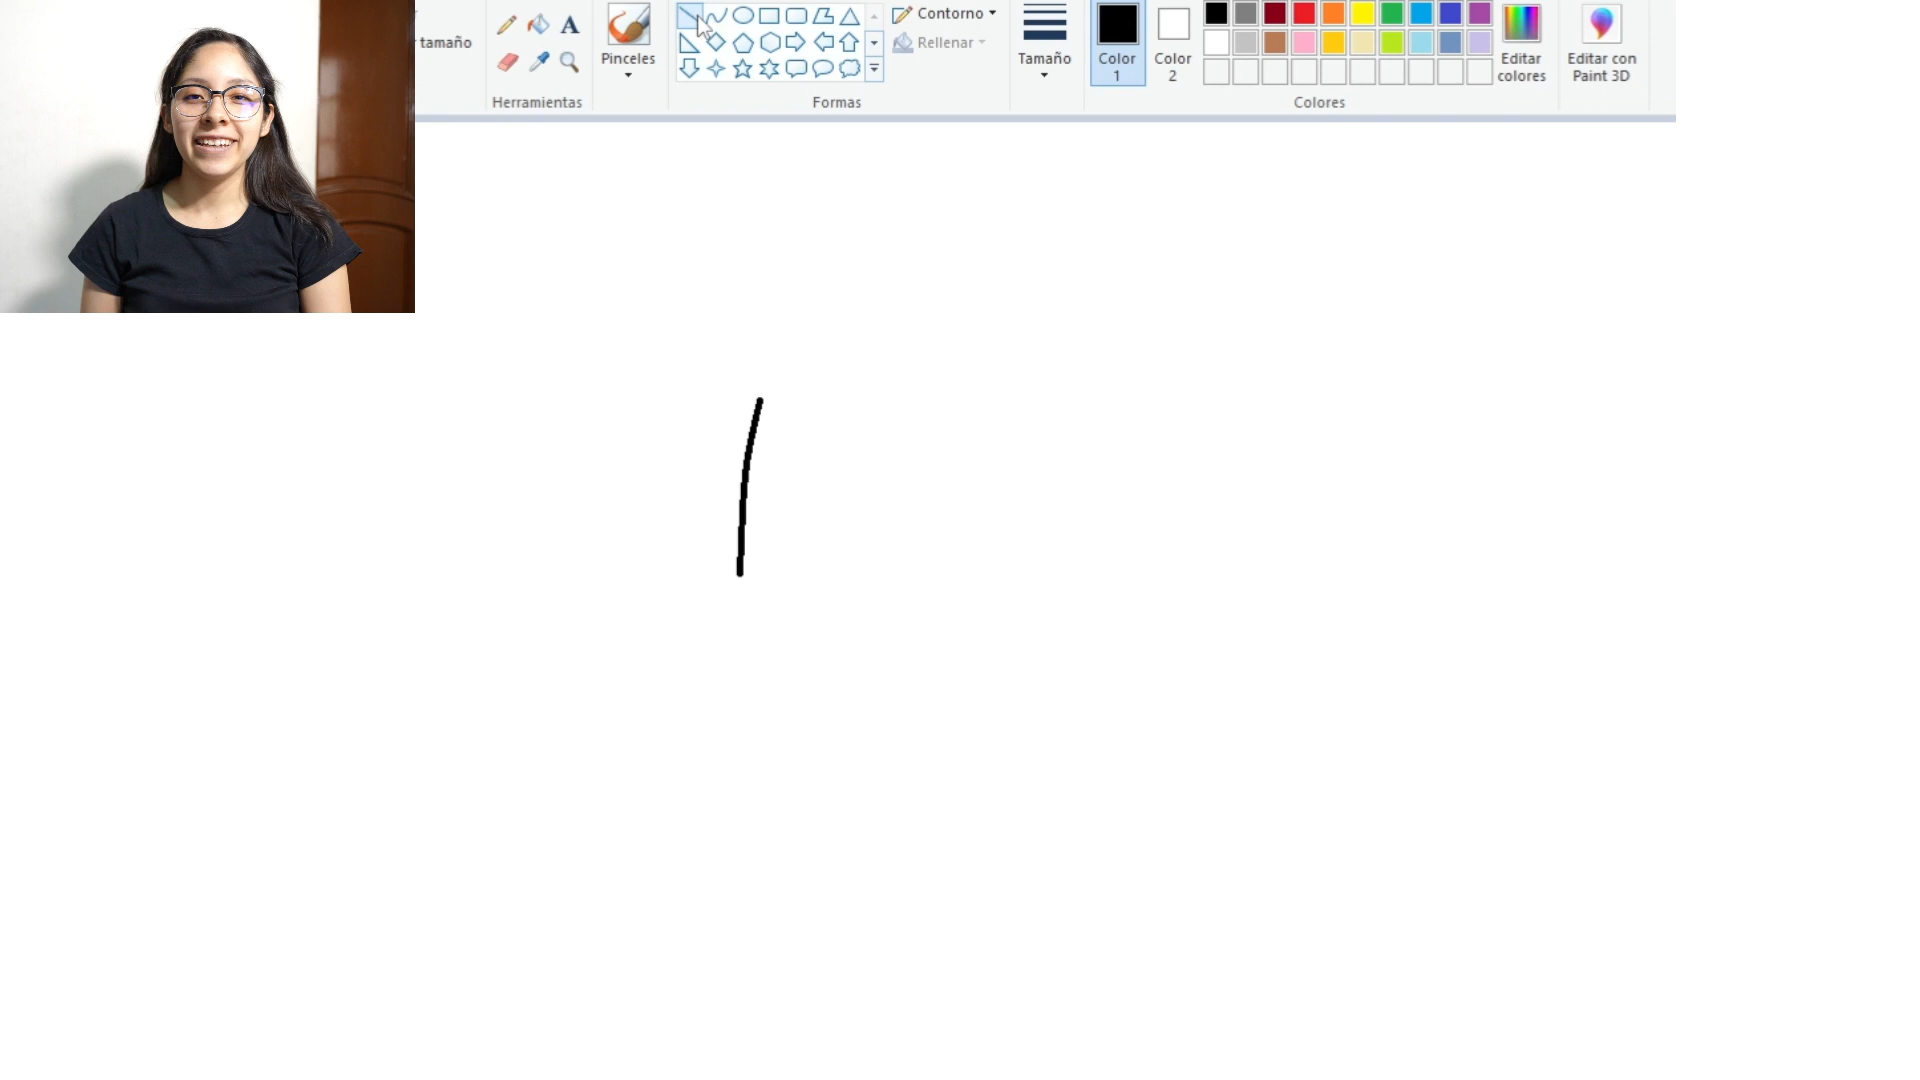 tamaño
Herramientas
Pinceles
Formas
Contorno
Rellenar
Tamaño
Color
1
Color
2
Colores
Editar
colores
Editar con
Paint 3D